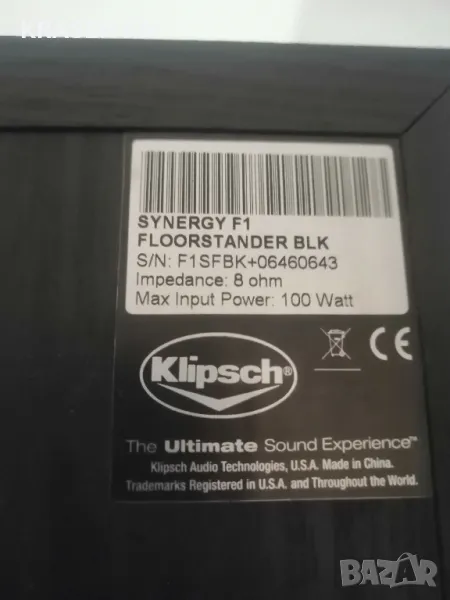 SYNERGY F1
FLOORSTANDER BLK
S/N: F1SFBK+06460643
Impedance: 8 ohm
Max Input Power: 100 Watt
Klipsch®
CE
The Ultimate Sound Experience™
Klipsch Audio Technologies, U.S.A. Made in China.
Trademarks Registered in U.S.A. and Throughout the World.
BAZAR